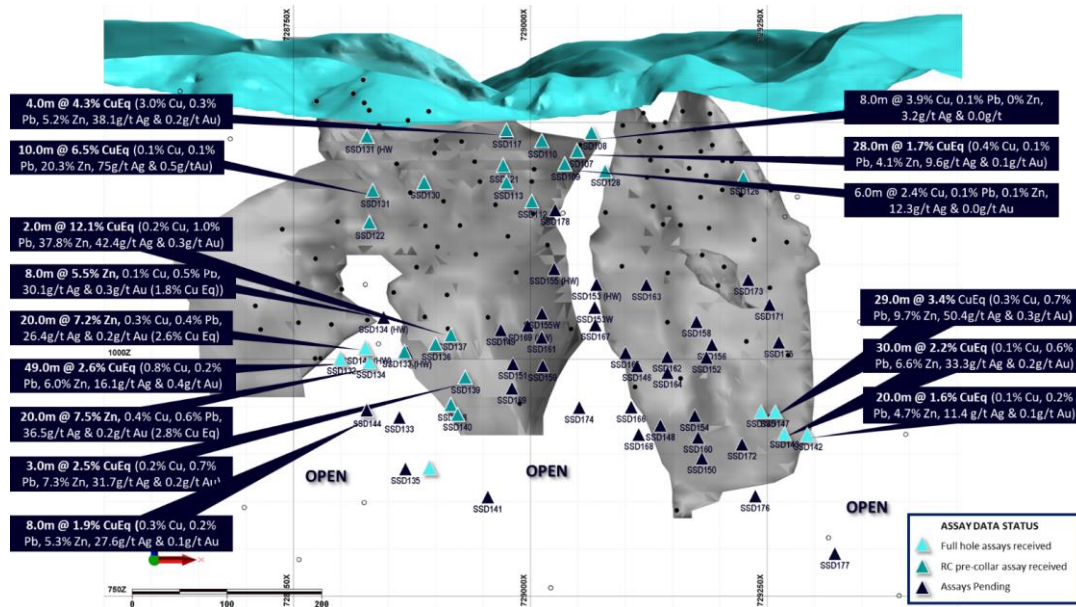 728750X
729000X
729250X
4.0m @ 4.3% CuEq (3.0% Cu, 0.3%
Pb, 5.2% Zn, 38.1g/t Ag & 0.2g/t Au)
10.0m @ 6.5% CuEq (0.1% Cu, 0.1%
Pb, 20.3% Zn, 75g/t Ag & 0.5g/tAu)
2.0m @ 12.1% CuEq (0.2% Cu, 1.0%
Pb, 37.8% Zn, 42.4g/t Ag & 0.3g/t Au)
8.0m @ 5.5% Zn, 0.1% Cu, 0.5% Pb,
30.1g/t Ag & 0.3g/t Au (1.8% Cu Eq))
20.0m @ 7.2% Zn, 0.3% Cu, 0.4% Pb,
26.4g/t Ag & 0.2g/t Au (2.6% Cu Eq)
49.0m @ 2.6% CuEq (0.8% Cu, 0.2%
Pb, 6.0% Zn, 16.1g/t Ag & 0.4g/t Au)
20.0m @ 7.5% Zn, 0.4% Cu, 0.6% Pb,
36.5g/t Ag & 0.2g/t Au (2.8% Cu Eq)
3.0m @ 2.5% CuEq (0.2% Cu, 0.7%
Pb, 7.3% Zn, 31.7g/t Ag & 0.2g/t Au)
8.0m @ 1.9% CuEq (0.3% Cu, 0.2%
Pb, 5.3% Zn, 27.6g/t Ag & 0.1g/t Au
8.0m @ 3.9% Cu, 0.1% Pb, 0% Zn,
3.2g/t Ag & 0.0g/t
28.0m @ 1.7% CuEq (0.4% Cu, 0.1%
Pb, 4.1% Zn, 9.6g/t Ag & 0.1g/t Au)
6.0m @ 2.4% Cu, 0.1% Pb, 0.1% Zn,
12.3g/t Ag & 0.0g/t Au
29.0m @ 3.4% CuEq (0.3% Cu, 0.7%
Pb, 9.7% Zn, 50.4g/t Ag & 0.3g/t Au)
30.0m @ 2.2% CuEq (0.1% Cu, 0.6%
Pb, 6.6% Zn, 33.3g/t Ag & 0.2g/t Au)
20.0m @ 1.6% CuEq (0.1% Cu, 0.2%
Pb, 4.7% Zn, 11.4 g/t Ag & 0.1g/t Au)
SSD131 (HW
SSD117
SSD110
SSD108
SSD107
SSD109
SSD128
SSD126
SSD113
SSD130
SSD131
SSD112
SSD178
SSD122
SSD155 (HW)
SSD153 (HW)
SSD163
SSD173
SSD171
SSD134 (HW)
SSD155W
SSD153W
SSD167
SSD158
SSD137
SSD149
SSD169
SSD161
SSD136
SSD156
SSD175
1000Z
SSD132
SSD134
SSD151
SSD159
SSD146
SSD162
SSD164
SSD152
SSD139
SSD144
SSD133
SSD140
SSD174
SSD166
SSD148
SSD168
SSD154
SSD160
SSD150
SSD172
SSD147
SSD142
OPEN
SSD135
SSD141
OPEN
SSD176
OPEN
SSD177
ASSAY DATA STATUS
Full hole assays received
RC pre-collar assay received
Assays Pending
X
750Z
0
100
200
728750X
729000X
729250X